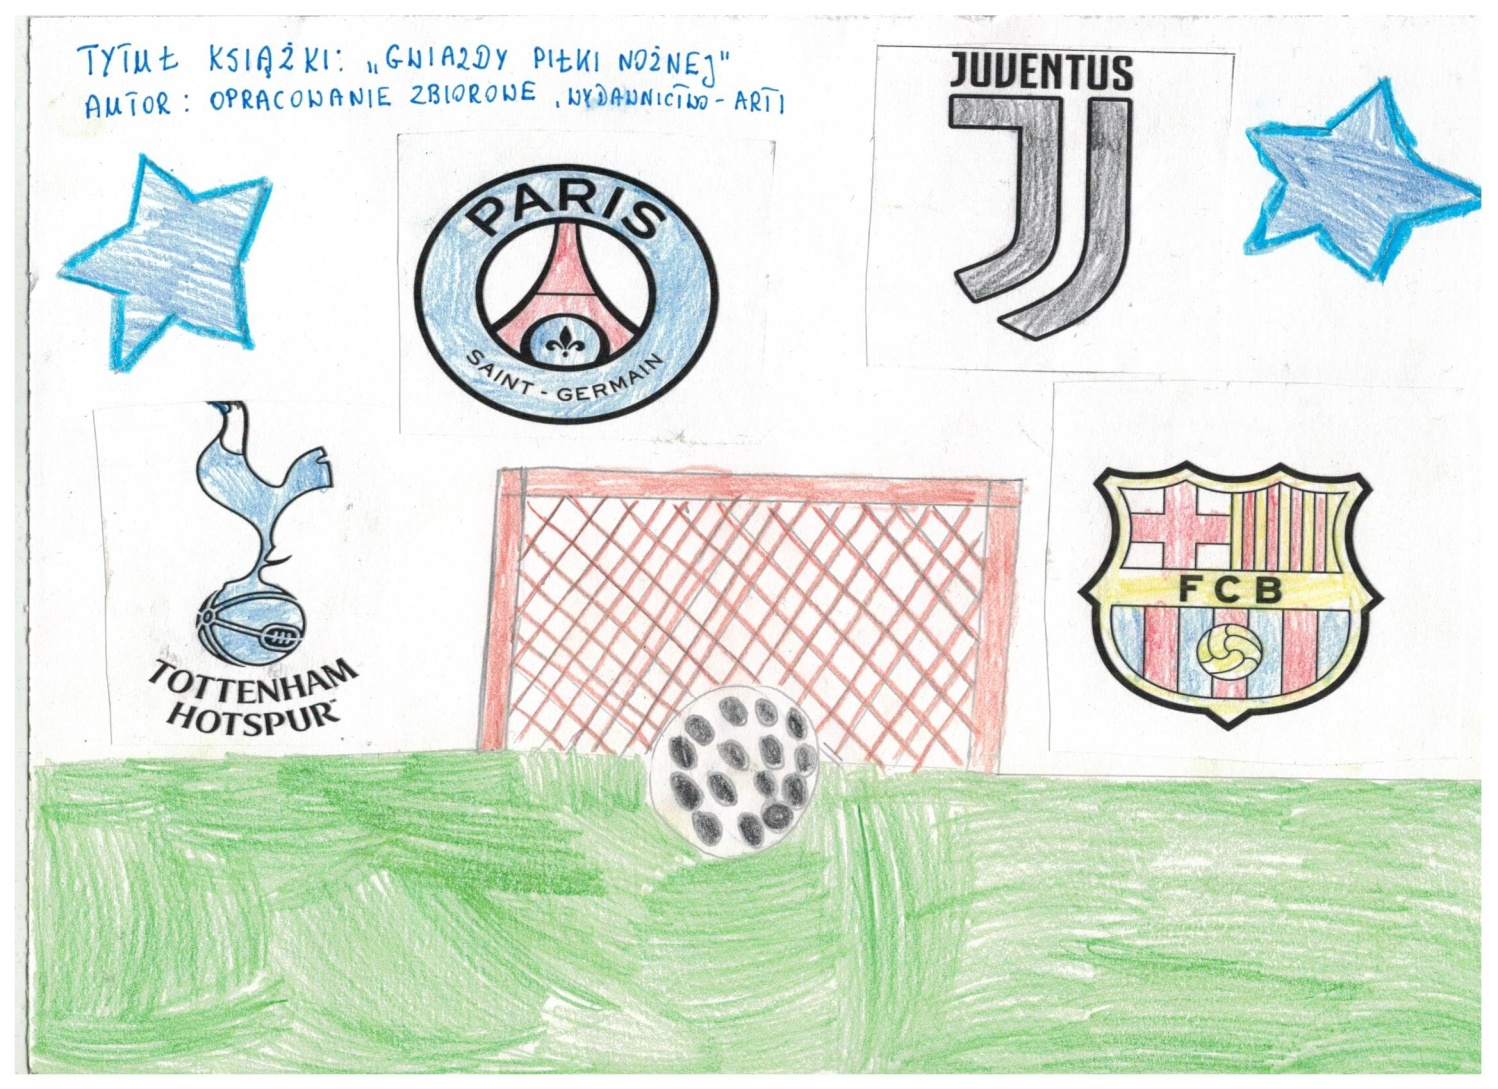 TYTUŁ KSIĄŻKI: „GWIAZDY PIŁKI NOŻNEJ"
AUTOR: OPRACOWANIE ZBIOROWE, WYDAWNICTWO - ARTI
JUVENTUS
PARIS
SAINT-GERMAIN
FCB
TOTTENHAM
HOTSPUR